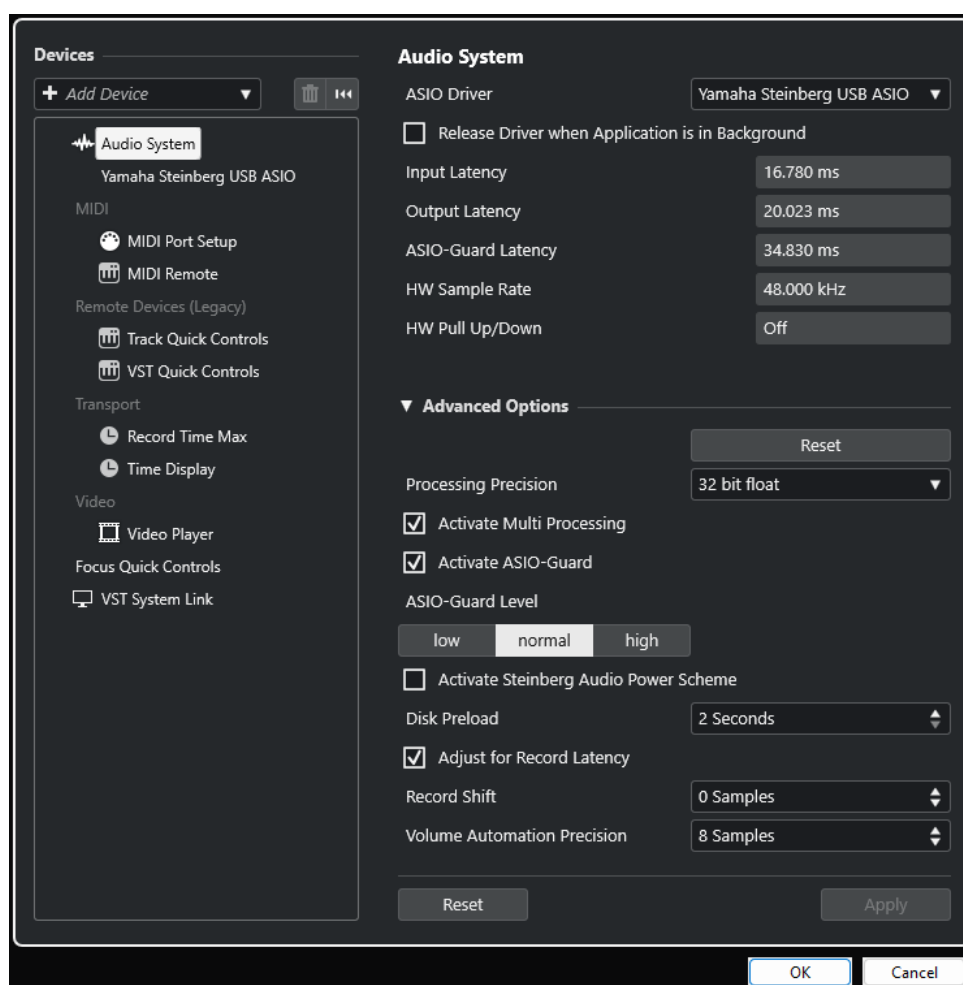 Devices
Add Device
Audio System
Yamaha Steinberg USB ASIO
MIDI
MIDI Port Setup
MIDI Remote
Remote Devices (Legacy)
Track Quick Controls
VST Quick Controls
Transport
Record Time Max
Time Display
Video
Video Player
Focus Quick Controls
VST System Link
Audio System
ASIO Driver Yamaha Steinberg USB ASIO
Release Driver when Application is in Background
Input Latency 16.780 ms
Output Latency 20.023 ms
ASIO-Guard Latency 34.830 ms
HW Sample Rate 48.000 kHz
HW Pull Up/Down Off
Advanced Options
Reset
Processing Precision 32 bit float
Activate Multi Processing
Activate ASIO-Guard
ASIO-Guard Level
low normal high
Activate Steinberg Audio Power Scheme
Disk Preload 2 Seconds
Adjust for Record Latency
Record Shift 0 Samples
Volume Automation Precision 8 Samples
Reset Apply
OK Cancel